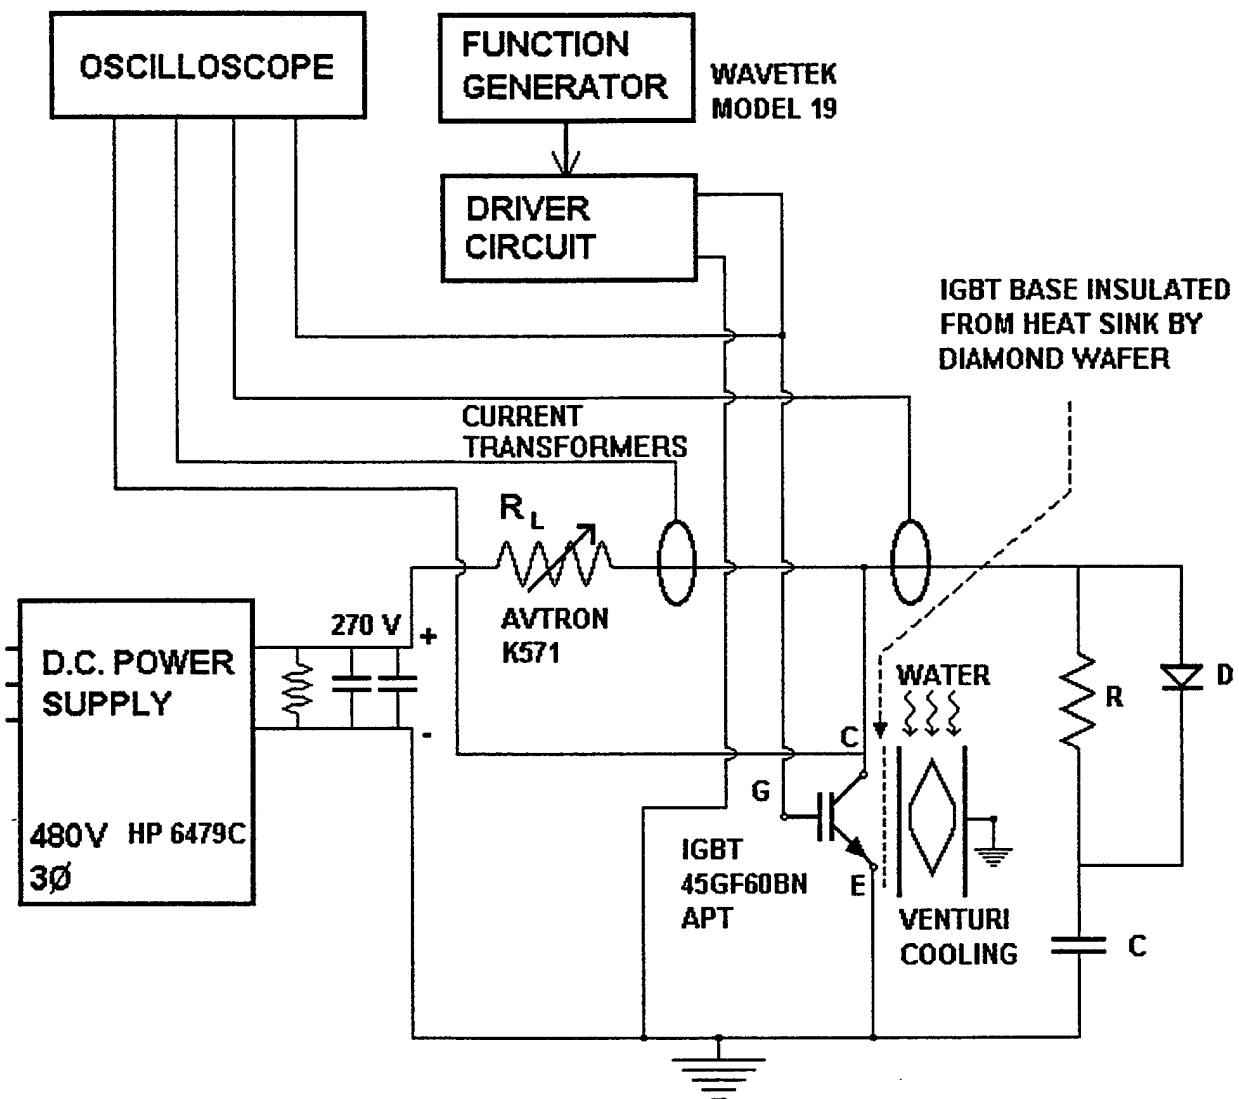 OSCILLOSCOPE
FUNCTION
GENERATOR
WAVETEK
MODEL 19
DRIVER
CIRCUIT
IGBT BASE INSULATED
FROM HEAT SINK BY
DIAMOND WAFER
CURRENT
TRANSFORMERS
R L
AVTRON
K571
270 V
+
-
D.C. POWER
SUPPLY
480V HP 6479C
3Ø
WATER
R
D
C
G
E
IGBT
45GF60BN
APT
VENTURI
COOLING
C